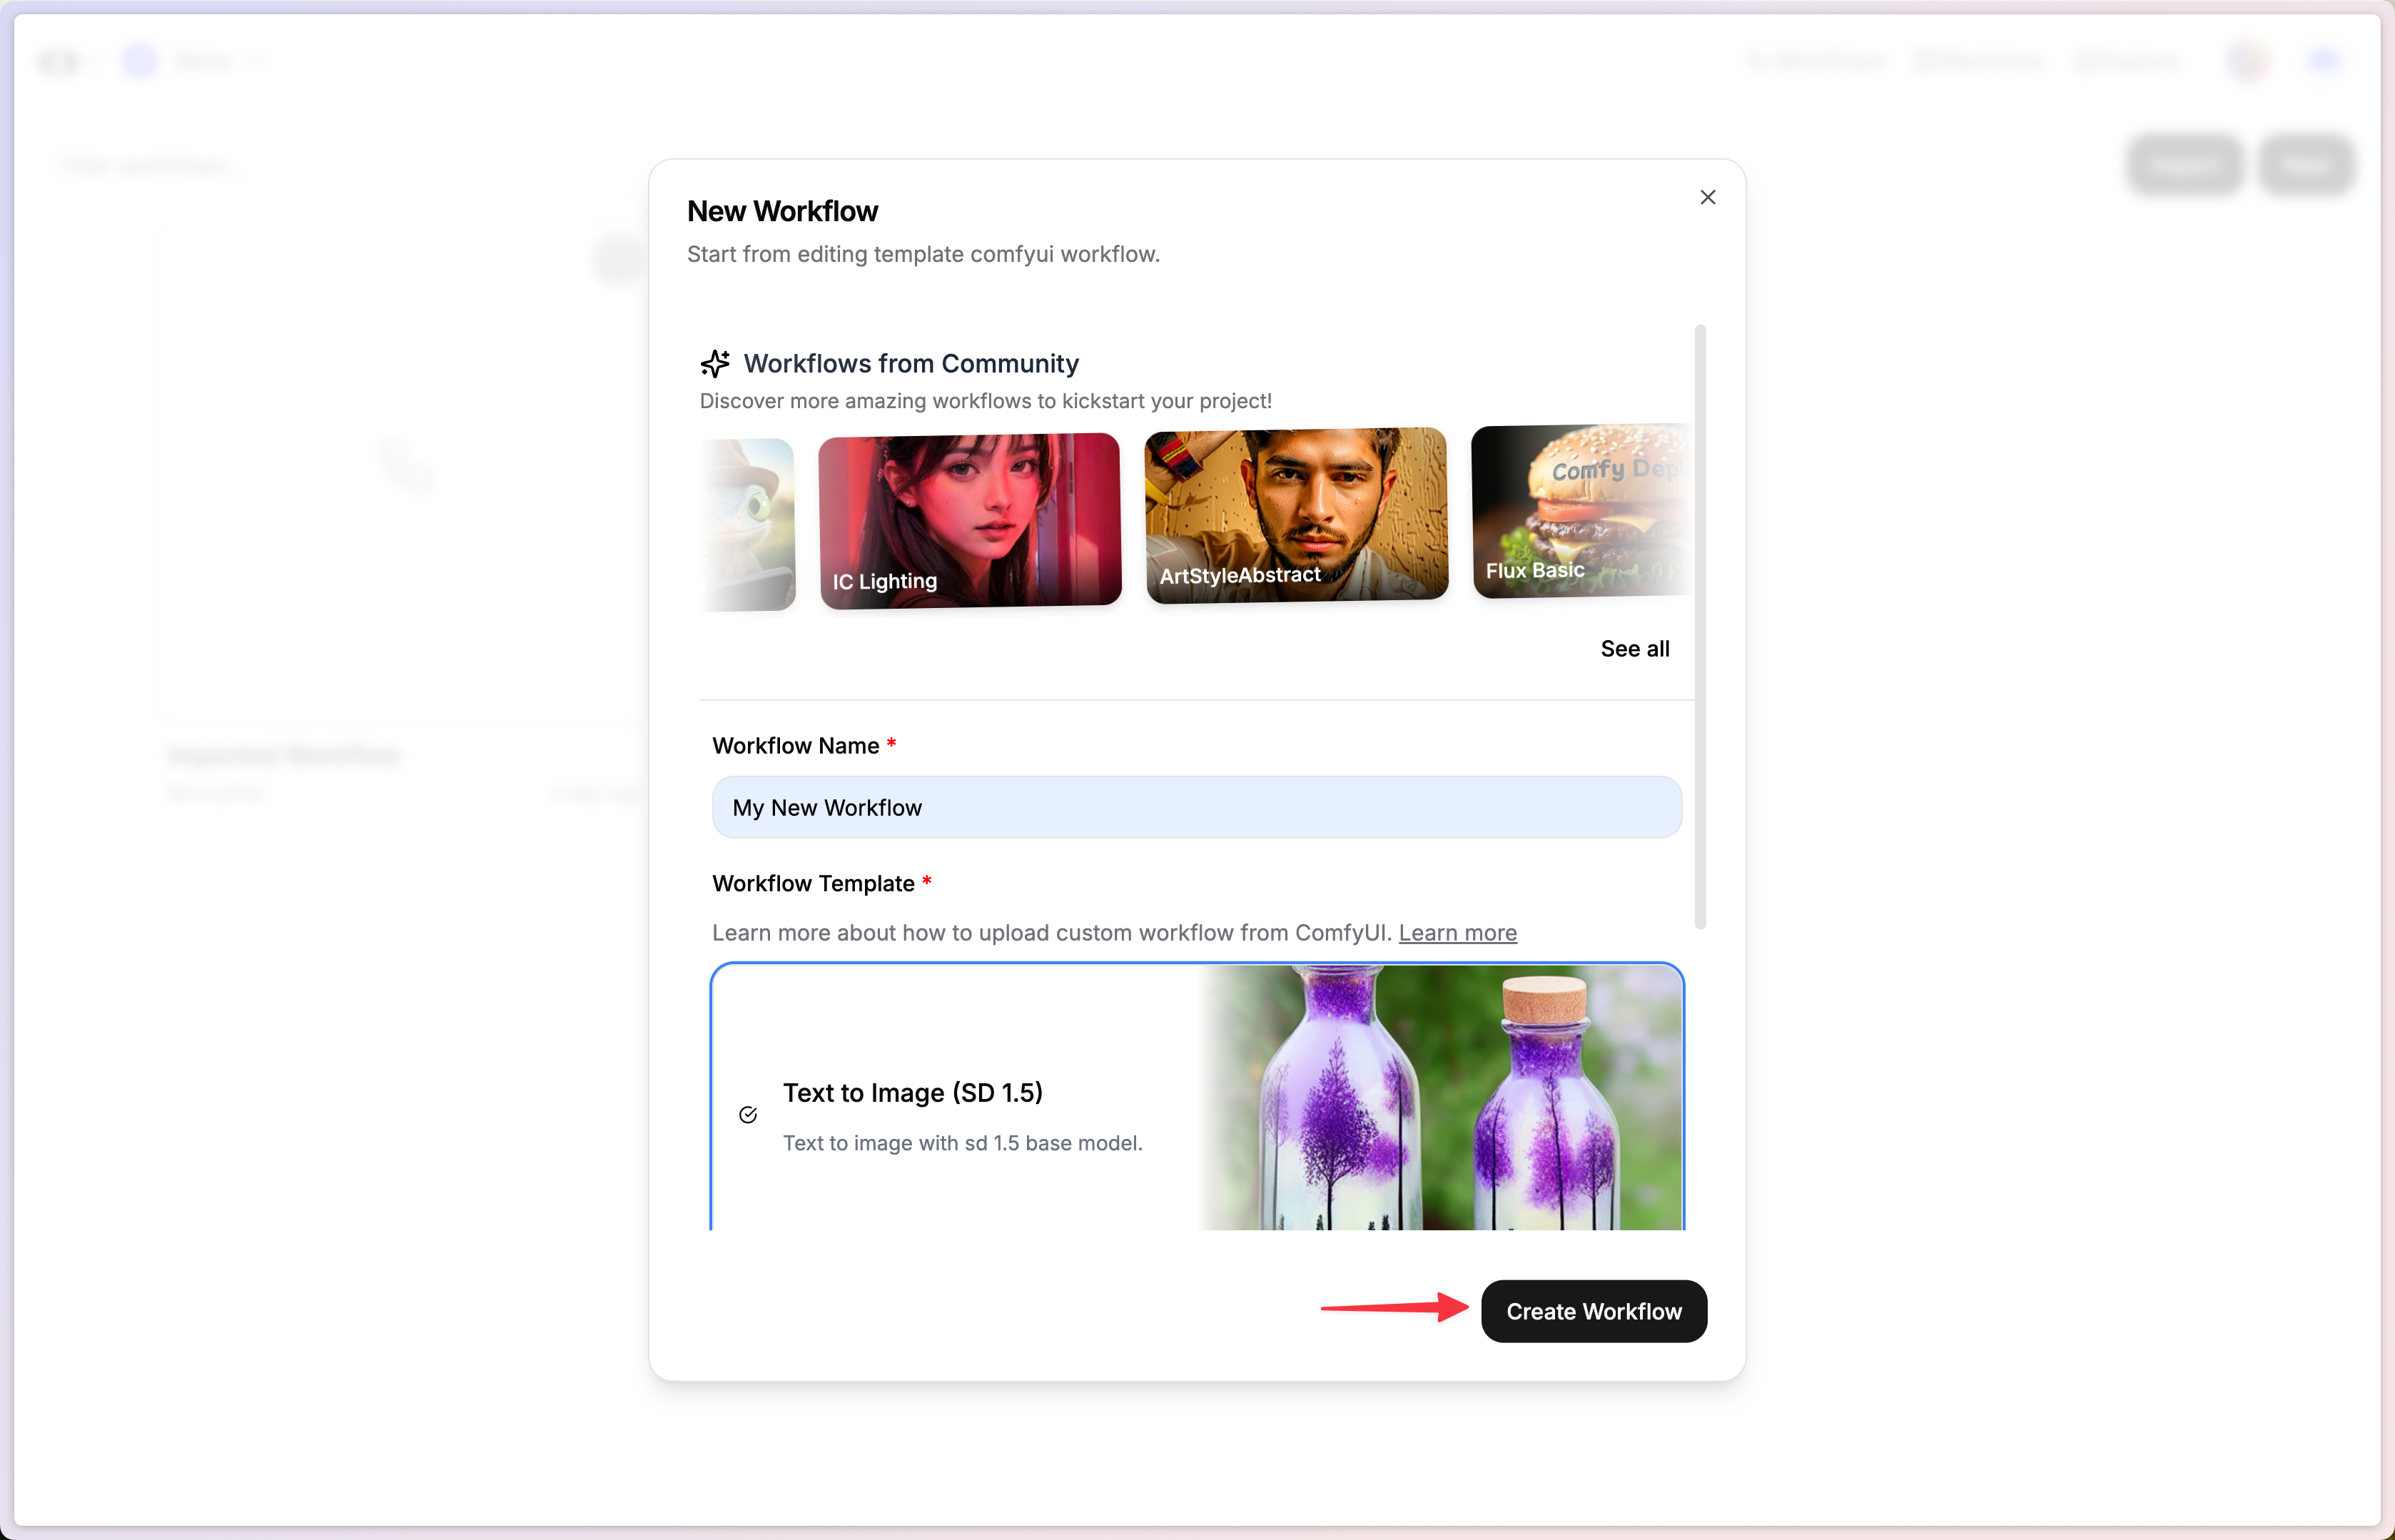 New Workflow
Start from editing template comfyui workflow.
Workflows from Community
Discover more amazing workflows to kickstart your project!
IC Lighting
ArtStyleAbstract
Comfy Depl
Flux Basic
See all
Workflow Name *
My New Workflow
Workflow Template *
Learn more about how to upload custom workflow from ComfyUI. Learn more
Text to Image (SD 1.5)
Text to image with sd 1.5 base model.
Create Workflow